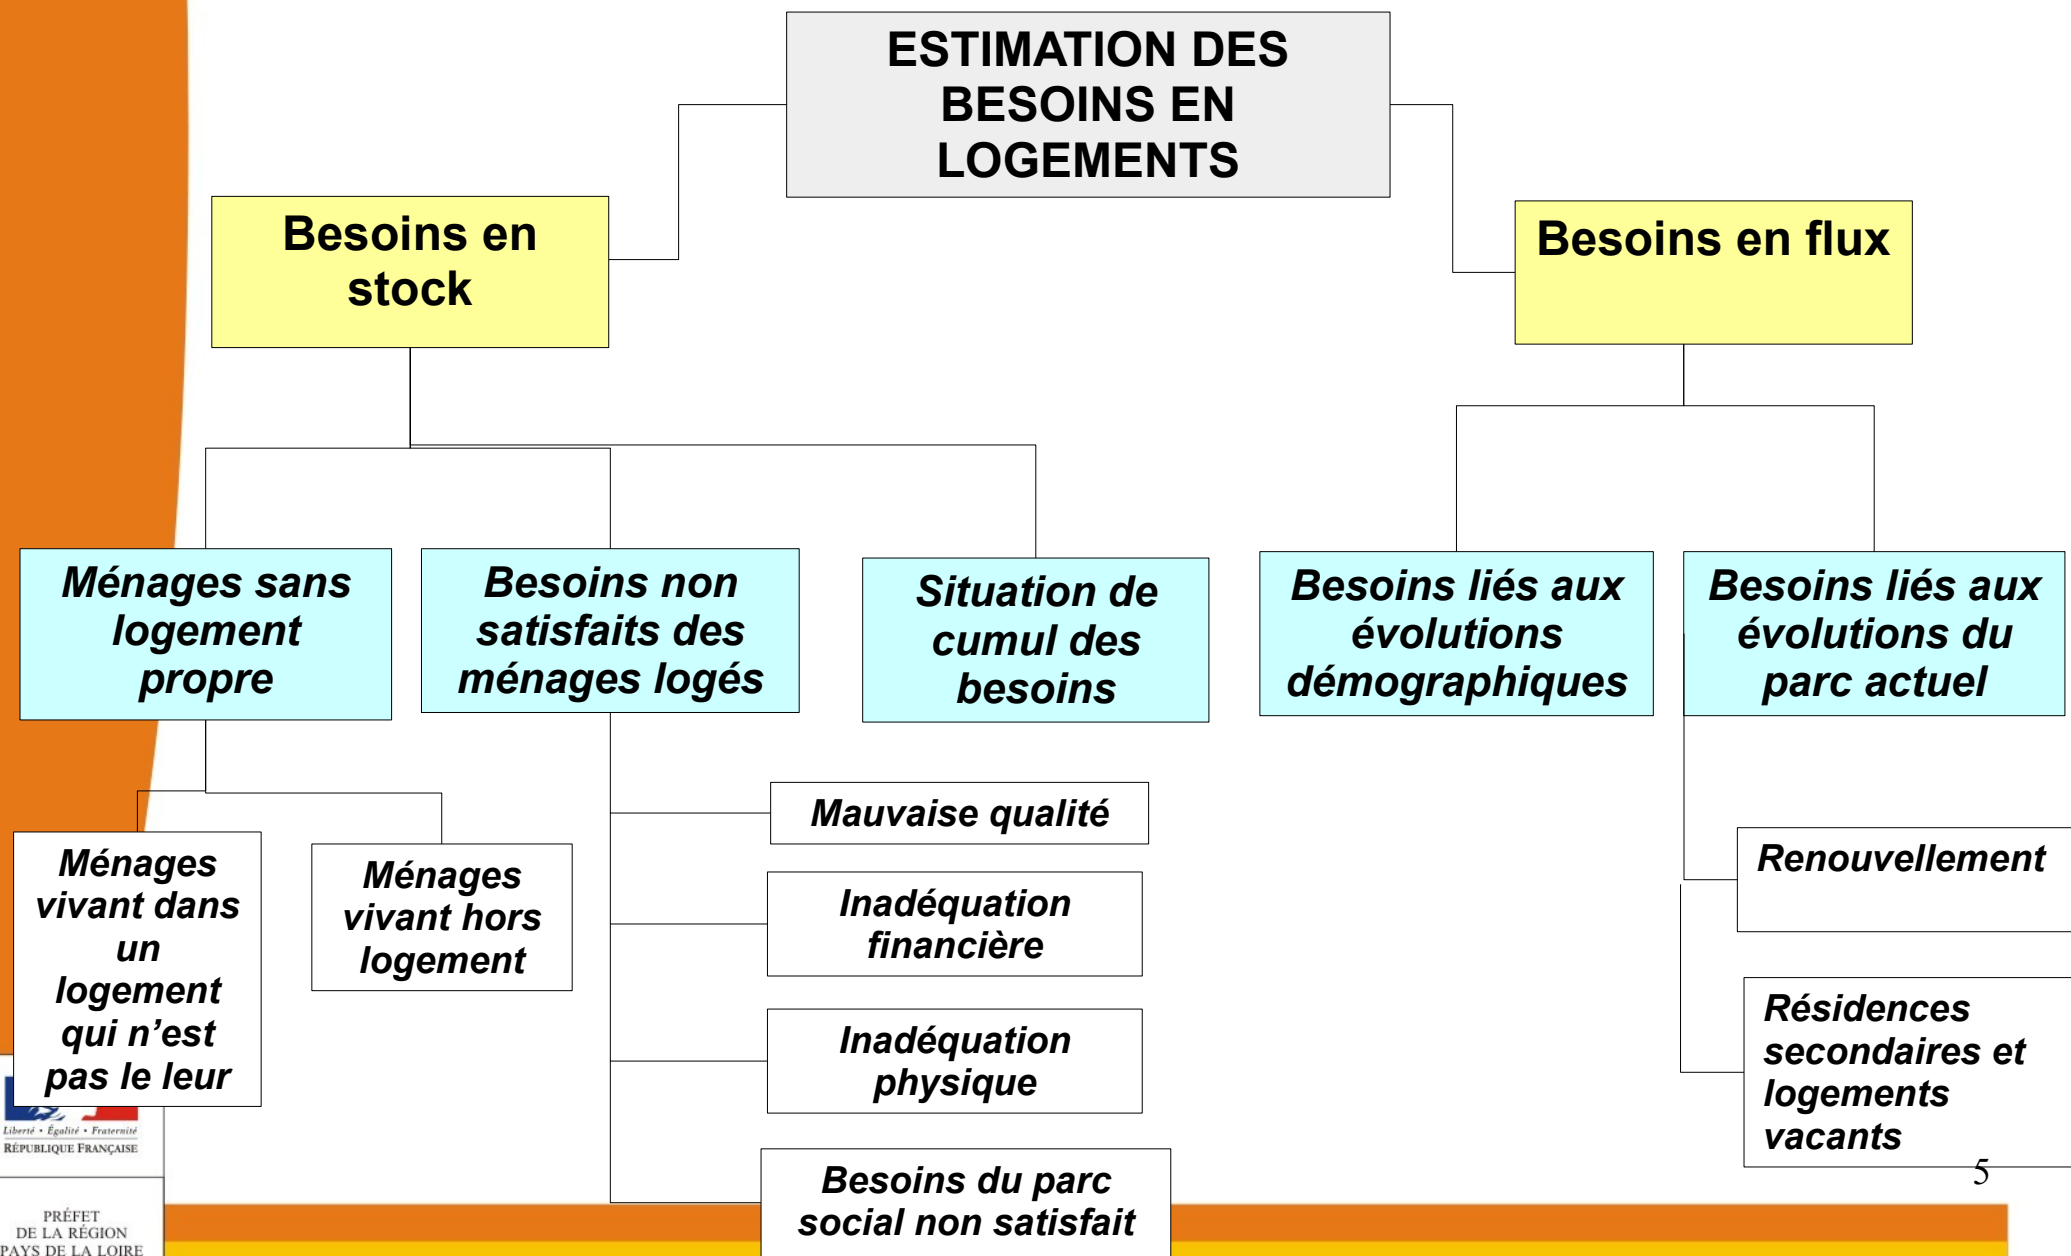 ESTIMATION DES
BESOINS EN
LOGEMENTS
Besoins en
stock
Besoins en flux
Ménages sans
logement
propre
Besoins non
satisfaits des
ménages logés
Situation de
cumul des
besoins
Besoins liés aux
évolutions
démographiques
Besoins liés aux
évolutions du
parc actuel
Ménages
vivant dans
un
logement
qui n’est
pas le leur
Ménages
vivant hors
logement
Mauvaise qualité
Inadéquation
financière
Inadéquation
physique
Besoins du parc
social non satisfait
Renouvellement
Résidences
secondaires et
logements
vacants
5
Liberté • Égalité • Fraternité
RÉPUBLIQUE FRANÇAISE
PRÉFET
DE LA RÉGION
PAYS DE LA LOIRE